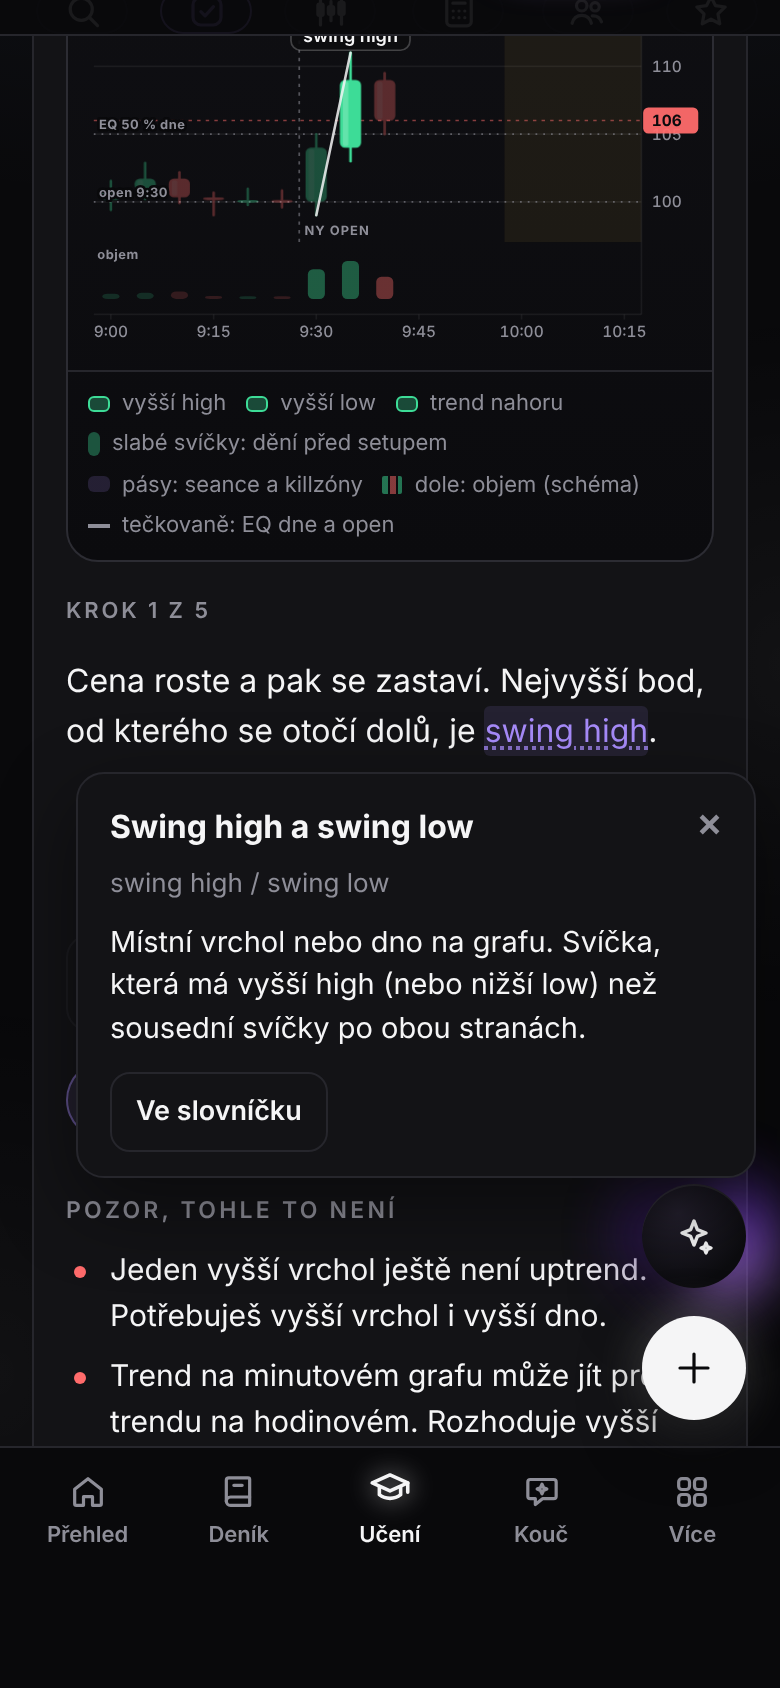 swing high
110
EQ 50 % dne
106
105
open 9:30
100
NY OPEN
objem
9:00 9:15 9:30 9:45 10:00 10:15
vyšší high vyšší low trend nahoru
slabé svíčky: dění před setupem
pásy: seance a killzóny dole: objem (schéma)
tečkovaně: EQ dne a open
KROK 1 Z 5
Cena roste a pak se zastaví. Nejvyšší bod,
od kterého se otočí dolů, je swing high.
Swing high a swing low
swing high / swing low
Místní vrchol nebo dno na grafu. Svíčka,
která má vyšší high (nebo nižší low) než
sousední svíčky po obou stranách.
Ve slovníčku
POZOR, TOHLE TO NENÍ
Jeden vyšší vrchol ještě není uptrend.
Potřebuješ vyšší vrchol i vyšší dno.
Trend na minutovém grafu může jít
trendu na hodinovém. Rozhoduje vyšší
Přehled Deník Učení Kouč Více